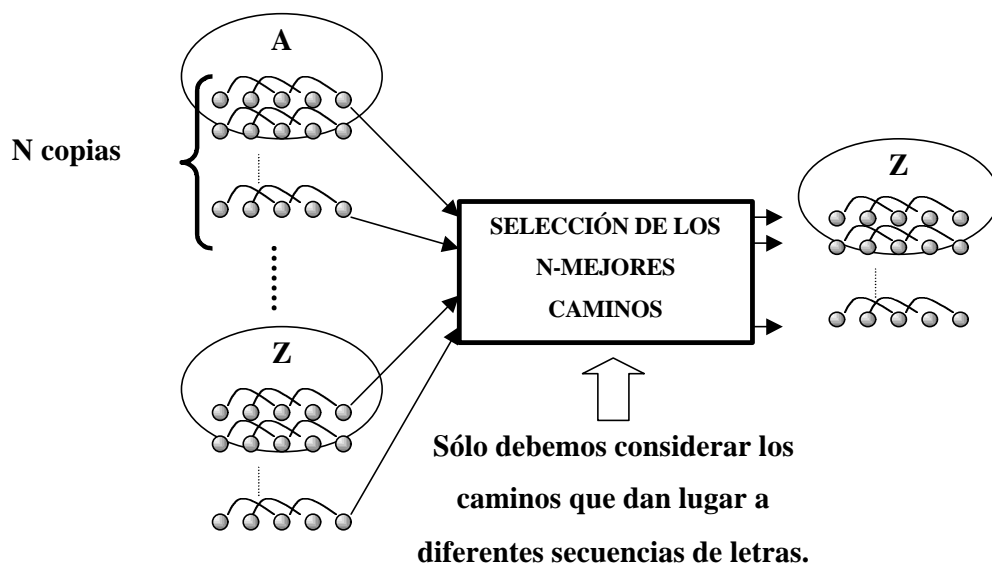 A
N copias
Z
SELECCIÓN DE LOS
N-MEJORES
CAMINOS
Z
Sólo debemos considerar los
caminos que dan lugar a
diferentes secuencias de letras.